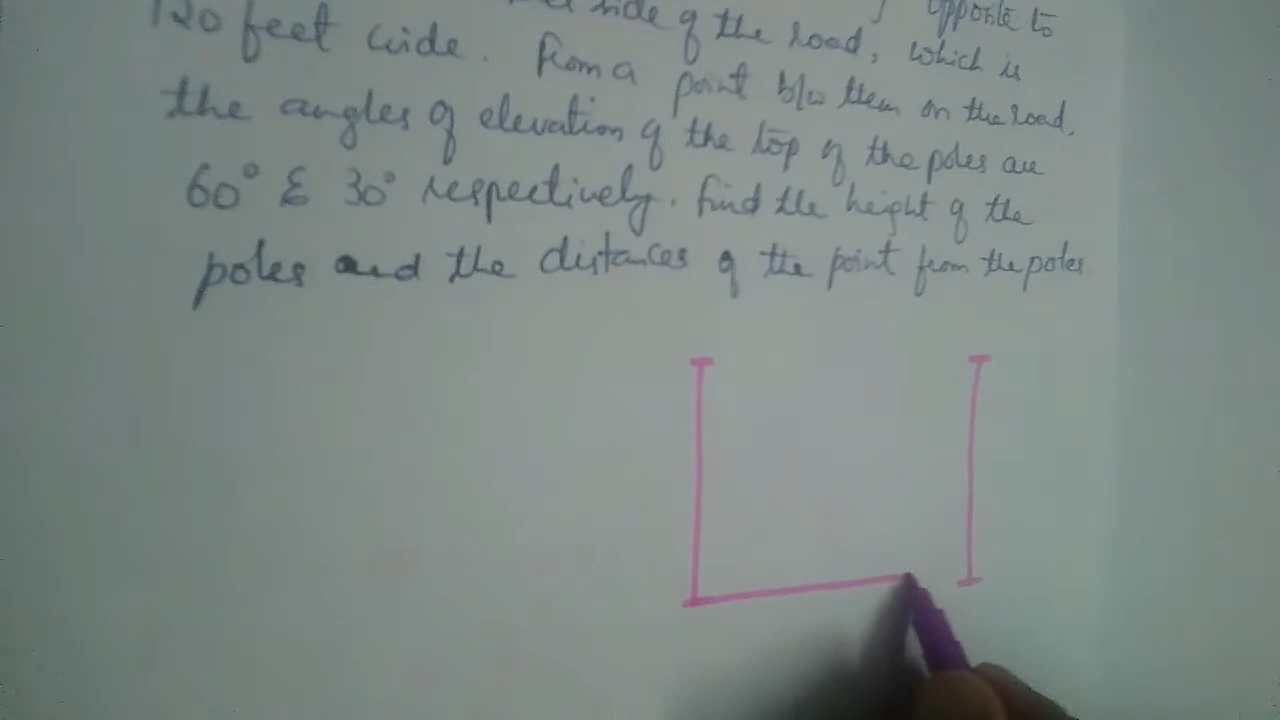 side of the road, opposite to
120 feet wide. From a point b/w them on the road, which is
the angles of elevation of the top of the poles are
60° & 30° respectively. Find the height of the
poles and the distances of the point from the poles